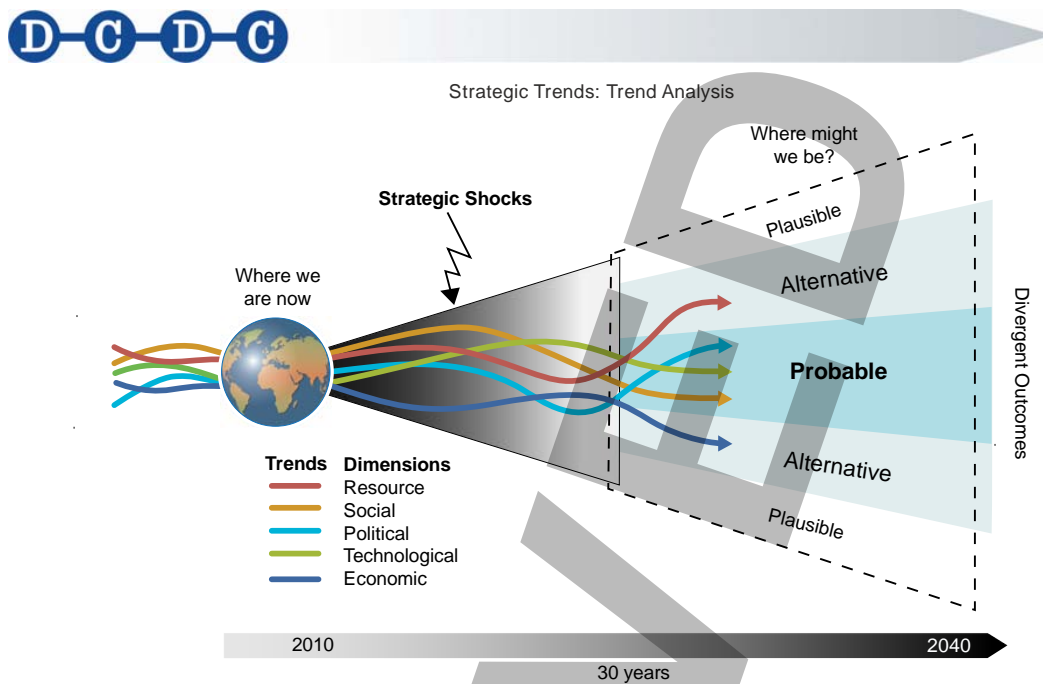 D-C-D-C
Strategic Trends: Trend Analysis
Where might
we be?
Strategic Shocks
Plausible
Where we
are now
Alternative
Probable
Divergent Outcomes
Alternative
Plausible
Trends Dimensions
Resource
Social
Political
Technological
Economic
2010 2040
30 years